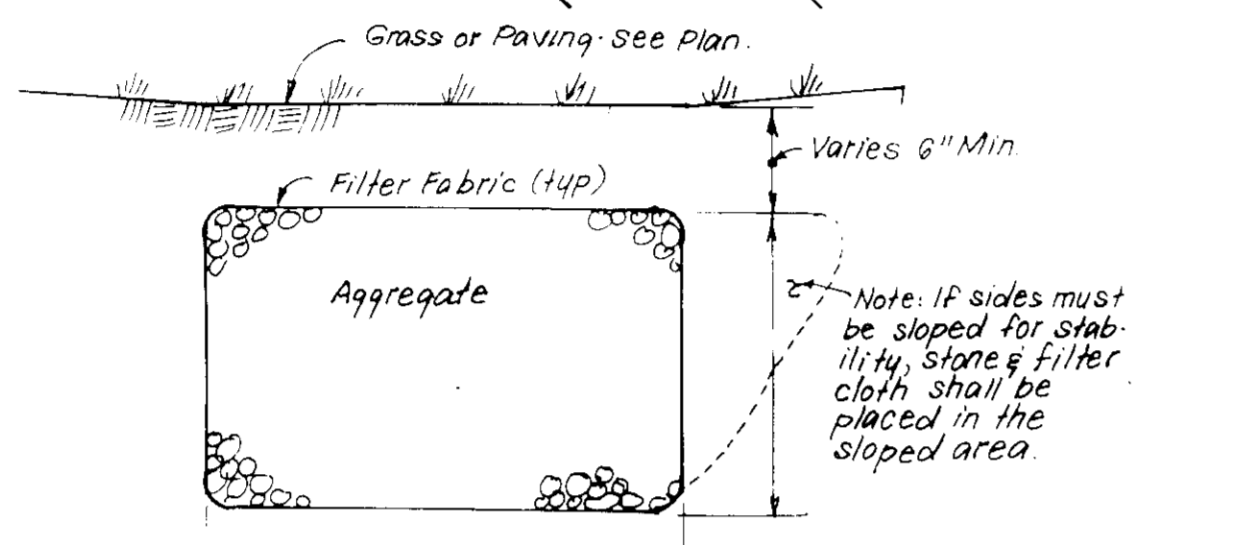 Grass or Paving. See Plan.
Varies 6" Min.
Filter Fabric (typ)
Aggregate
Note: If sides must
be sloped for stab-
ility, stone & filter
cloth shall be
placed in the
sloped area.